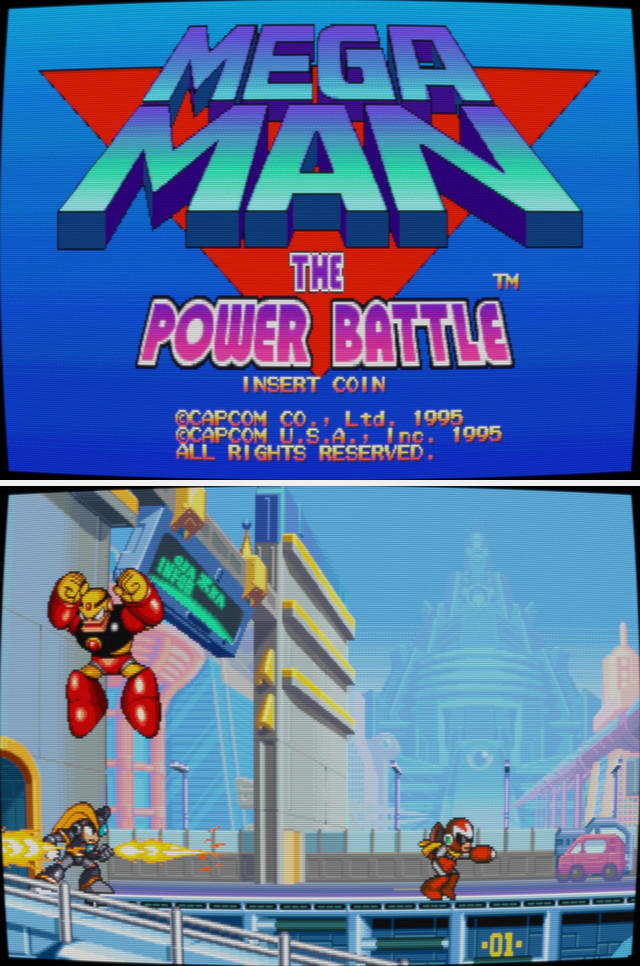 MEGA
MAN
THE
TM
POWER BATTLE
INSERT COIN
©CAPCOM CO., Ltd. 1995
©CAPCOM U.S.A., Inc. 1995
ALL RIGHTS RESERVED.
·01·